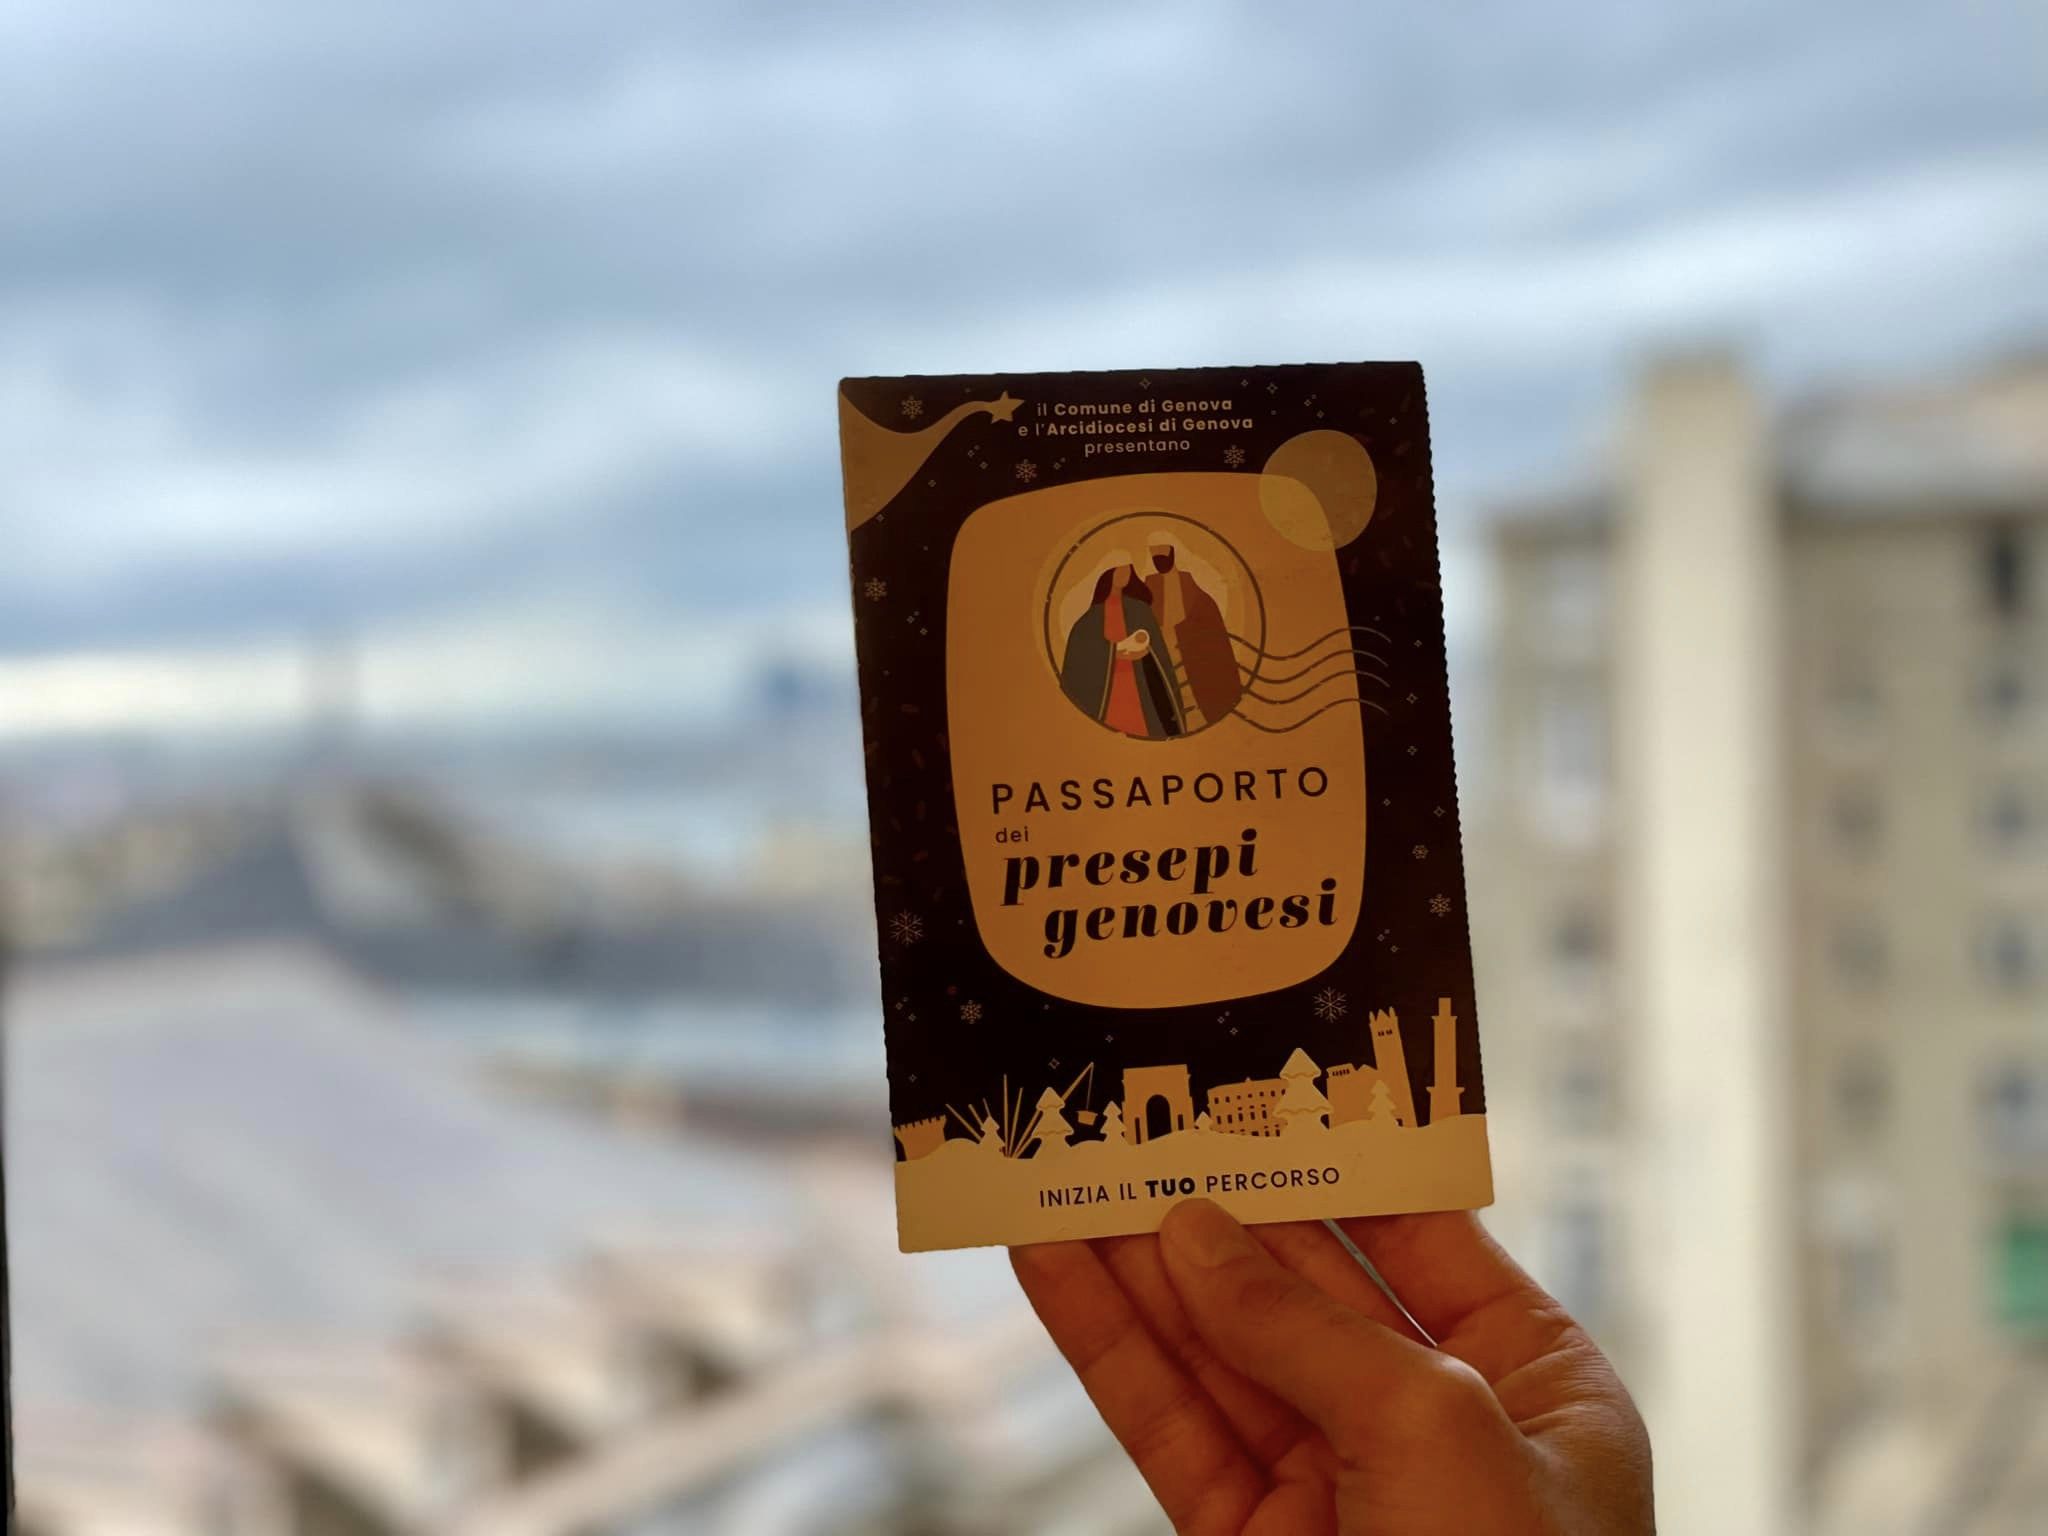 il Comune di Genova
e l'Arcidiocesi di Genova
presentano
PASSAPORTO
dei
presepi
genovesi
INIZIA IL TUO PERCORSO